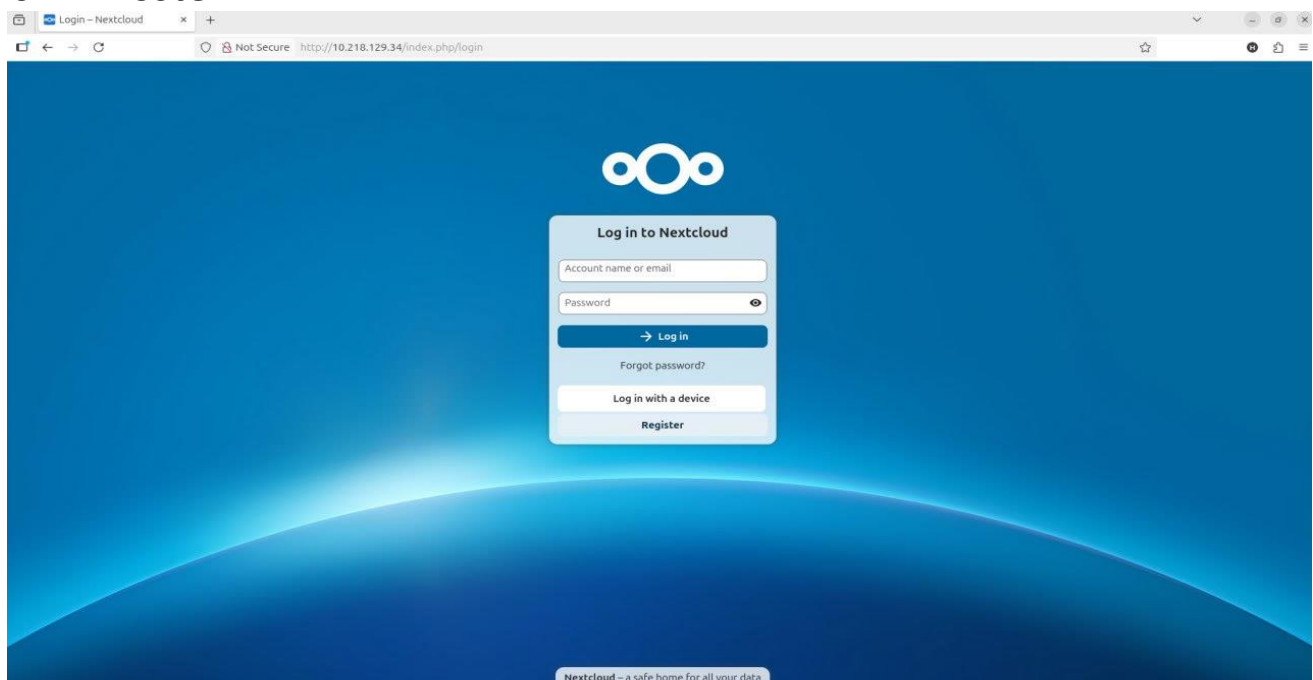 Login – Nextcloud
Not Secure http://10.218.129.34/index.php/login
Log in to Nextcloud
Account name or email
Password
Log in
Forgot password?
Log in with a device
Register
Nextcloud – a safe home for all your data